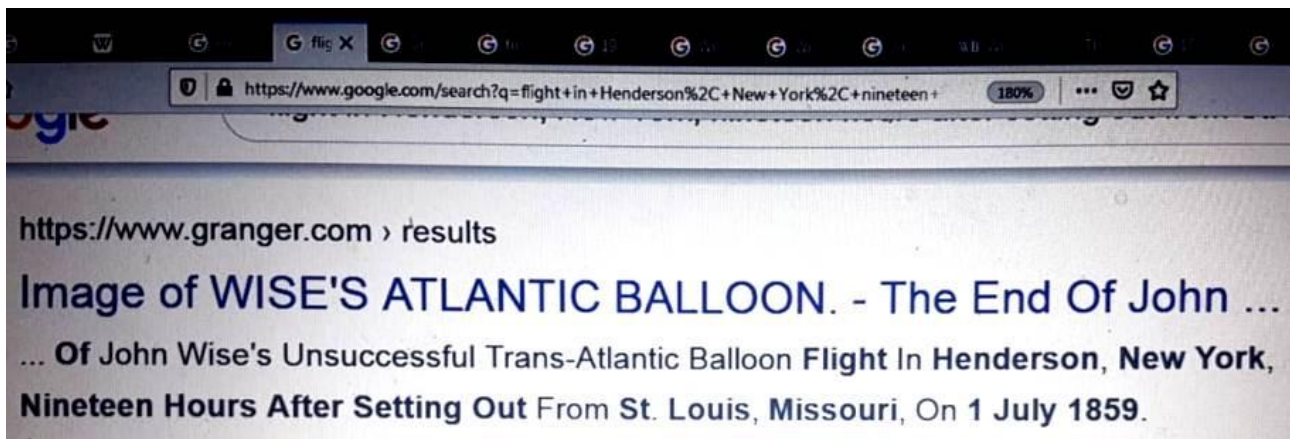 flig
https://www.google.com/search?q=flight+in+Henderson%2C+New+York%2C+nineteen+
180%
https://www.granger.com › results
Image of WISE'S ATLANTIC BALLOON. - The End Of John ...
... Of John Wise's Unsuccessful Trans-Atlantic Balloon Flight In Henderson, New York,
Nineteen Hours After Setting Out From St. Louis, Missouri, On 1 July 1859.